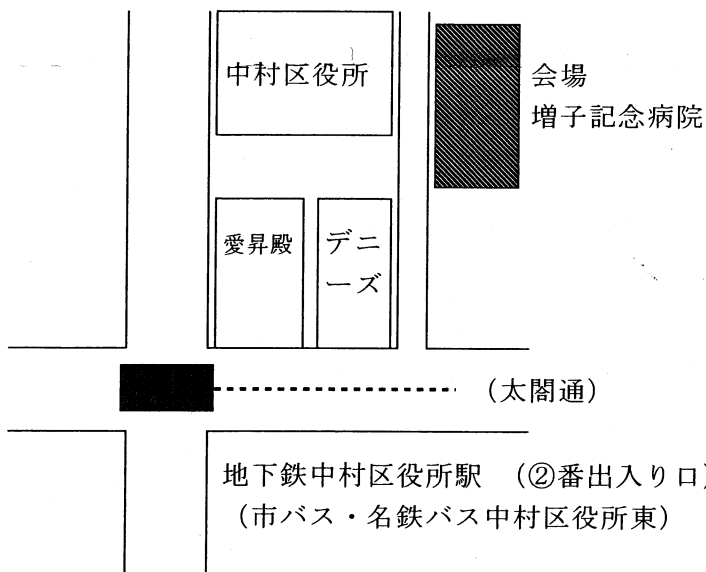 中村区役所
会場
増子記念病院
愛昇殿
デニ
ーズ
(太閤通)
地下鉄中村区役所駅 (②番出入り口)
(市バス・名鉄バス中村区役所東)